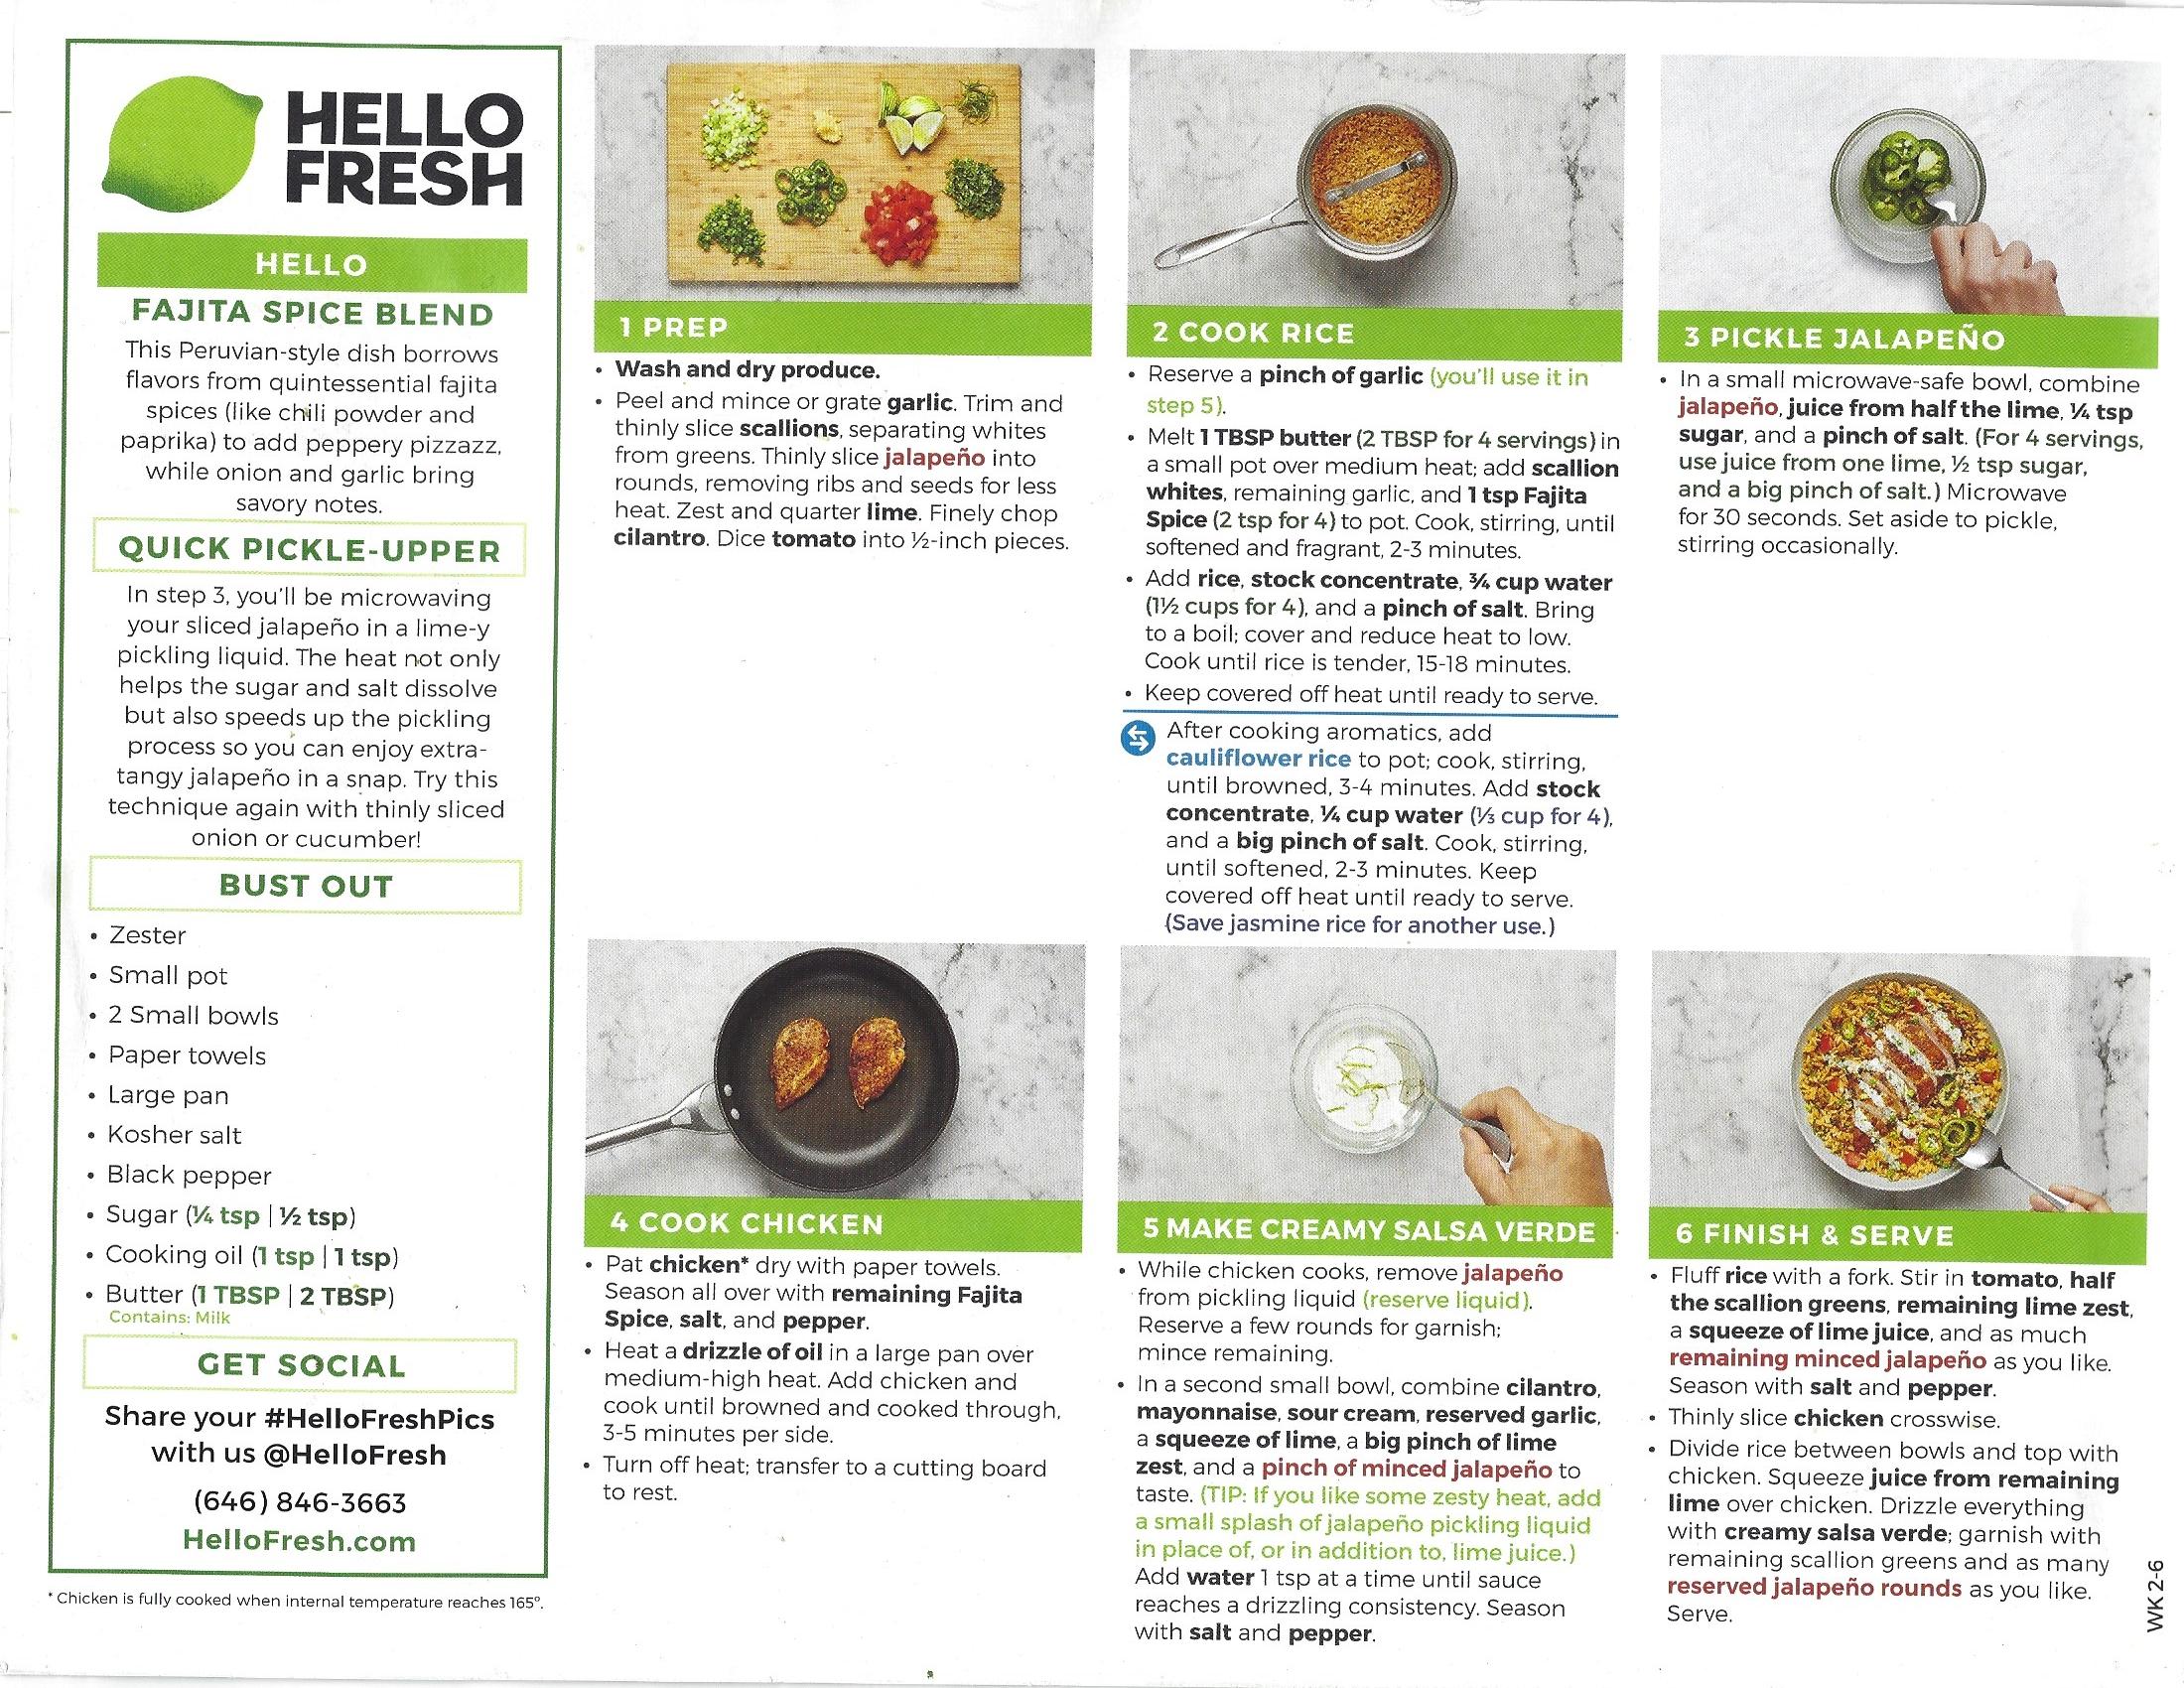 HELLO
FRESH
HELLO
FAJITA SPICE BLEND
This Peruvian-style dish borrows
flavors from quintessential fajita
spices (like chili powder and
paprika) to add peppery pizzazz,
while onion and garlic bring
savory notes.
QUICK PICKLE-UPPER
In step 3, you'll be microwaving
your sliced jalapeño in a lime-y
pickling liquid. The heat not only
helps the sugar and salt dissolve
but also speeds up the pickling
process so you can enjoy extra-
tangy jalapeño in a snap. Try this
technique again with thinly sliced
onion or cucumber!
BUST OUT
• Zester
• Small pot
• 2 Small bowls
• Paper towels
• Large pan
• Kosher salt
• Black pepper
• Sugar (¼ tsp | ½ tsp)
• Cooking oil (1 tsp | 1 tsp)
• Butter (1 TBSP | 2 TBSP)
Contains: Milk
GET SOCIAL
Share your #HelloFreshPics
with us @HelloFresh
(646) 846-3663
HelloFresh.com
* Chicken is fully cooked when internal temperature reaches 165°.
1 PREP
• Wash and dry produce.
• Peel and mince or grate garlic. Trim and
thinly slice scallions, separating whites
from greens. Thinly slice jalapeño into
rounds, removing ribs and seeds for less
heat. Zest and quarter lime. Finely chop
cilantro. Dice tomato into ½-inch pieces.
2 COOK RICE
• Reserve a pinch of garlic (you'll use it in
step 5).
• Melt 1 TBSP butter (2 TBSP for 4 servings) in
a small pot over medium heat; add scallion
whites, remaining garlic, and 1 tsp Fajita
Spice (2 tsp for 4) to pot. Cook, stirring, until
softened and fragrant, 2-3 minutes.
• Add rice, stock concentrate, ¾ cup water
(1½ cups for 4), and a pinch of salt. Bring
to a boil; cover and reduce heat to low.
Cook until rice is tender, 15-18 minutes.
• Keep covered off heat until ready to serve.
After cooking aromatics, add
cauliflower rice to pot; cook, stirring,
until browned, 3-4 minutes. Add stock
concentrate, ¼ cup water (⅓ cup for 4),
and a big pinch of salt. Cook, stirring,
until softened, 2-3 minutes. Keep
covered off heat until ready to serve.
(Save jasmine rice for another use.)
3 PICKLE JALAPEÑO
• In a small microwave-safe bowl, combine
jalapeño, juice from half the lime, ¼ tsp
sugar, and a pinch of salt. (For 4 servings,
use juice from one lime, ½ tsp sugar,
and a big pinch of salt.) Microwave
for 30 seconds. Set aside to pickle,
stirring occasionally.
4 COOK CHICKEN
• Pat chicken* dry with paper towels.
Season all over with remaining Fajita
Spice, salt, and pepper.
• Heat a drizzle of oil in a large pan over
medium-high heat. Add chicken and
cook until browned and cooked through,
3-5 minutes per side.
• Turn off heat; transfer to a cutting board
to rest.
5 MAKE CREAMY SALSA VERDE
• While chicken cooks, remove jalapeño
from pickling liquid (reserve liquid).
Reserve a few rounds for garnish;
mince remaining.
• In a second small bowl, combine cilantro,
mayonnaise, sour cream, reserved garlic,
a squeeze of lime, a big pinch of lime
zest, and a pinch of minced jalapeño to
taste. (TIP: If you like some zesty heat, add
a small splash of jalapeño pickling liquid
in place of, or in addition to, lime juice.)
Add water 1 tsp at a time until sauce
reaches a drizzling consistency. Season
with salt and pepper.
6 FINISH & SERVE
• Fluff rice with a fork. Stir in tomato, half
the scallion greens, remaining lime zest,
a squeeze of lime juice, and as much
remaining minced jalapeño as you like.
Season with salt and pepper.
• Thinly slice chicken crosswise.
• Divide rice between bowls and top with
chicken. Squeeze juice from remaining
lime over chicken. Drizzle everything
with creamy salsa verde; garnish with
remaining scallion greens and as many
reserved jalapeño rounds as you like.
Serve.
WK 2-6